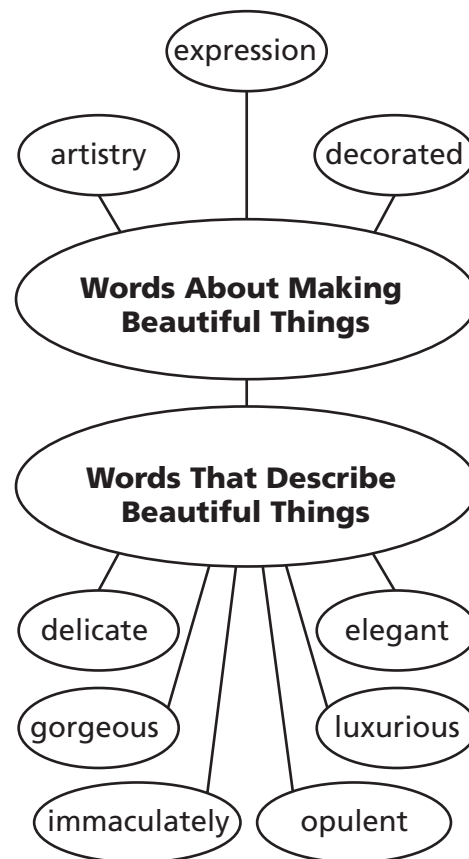 expression
artistry
decorated
Words About Making
Beautiful Things
Words That Describe
Beautiful Things
delicate
elegant
gorgeous
luxurious
immaculately
opulent